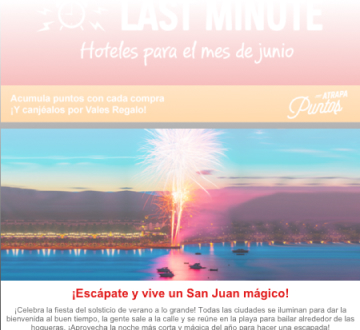 LAST MINUTE
Hoteles para el mes de junio
Acumula puntos con cada compra
¡Y canjéalos por Vales Regalo!
ATRAPA
Puntos
¡Escápate y vive un San Juan mágico!
¡Celebra la fiesta del solsticio de verano a lo grande! Todas las ciudades se iluminan para dar la
bienvenida al buen tiempo, la gente sale a la calle y se reúne en la playa para bailar alrededor de las
hogueras. ¡Aprovecha la noche más corta y mágica del año para hacer una escapada!